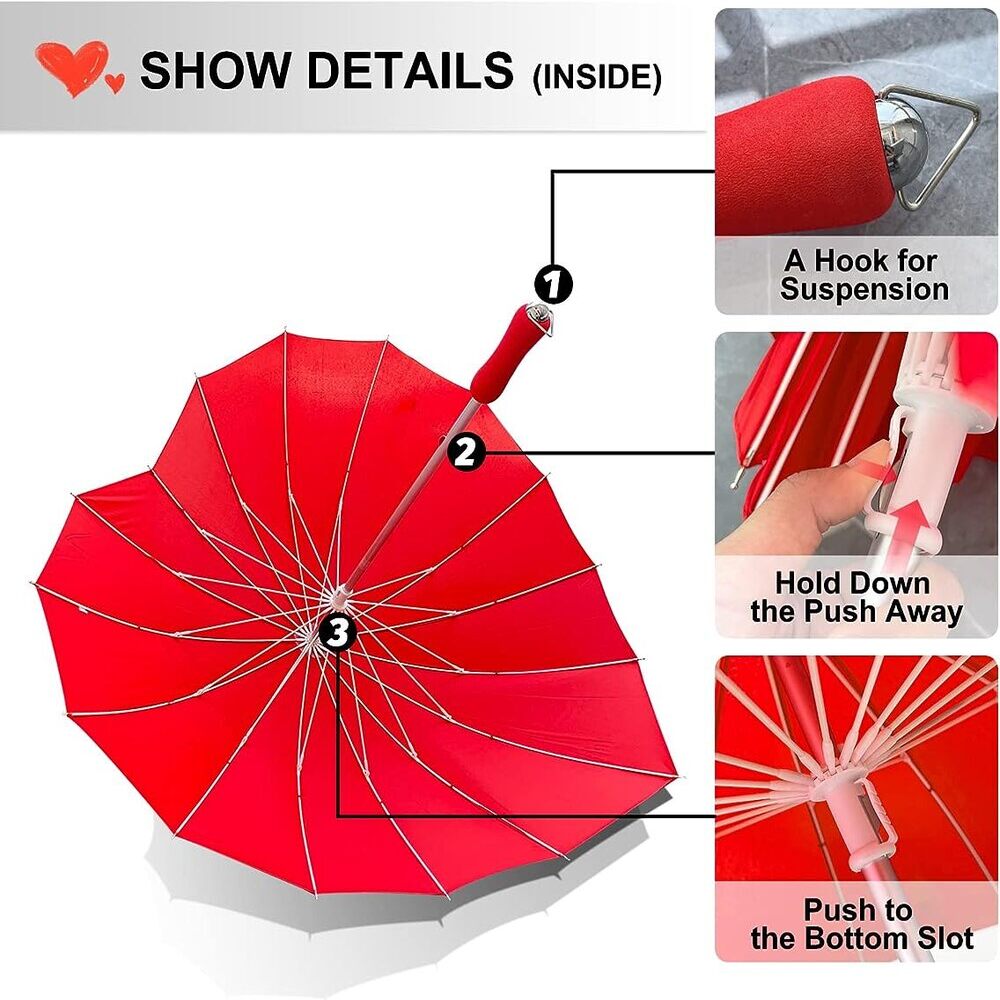 SHOW DETAILS (INSIDE)
1
A Hook for
Suspension
2
Hold Down
the Push Away
3
Push to
the Bottom Slot